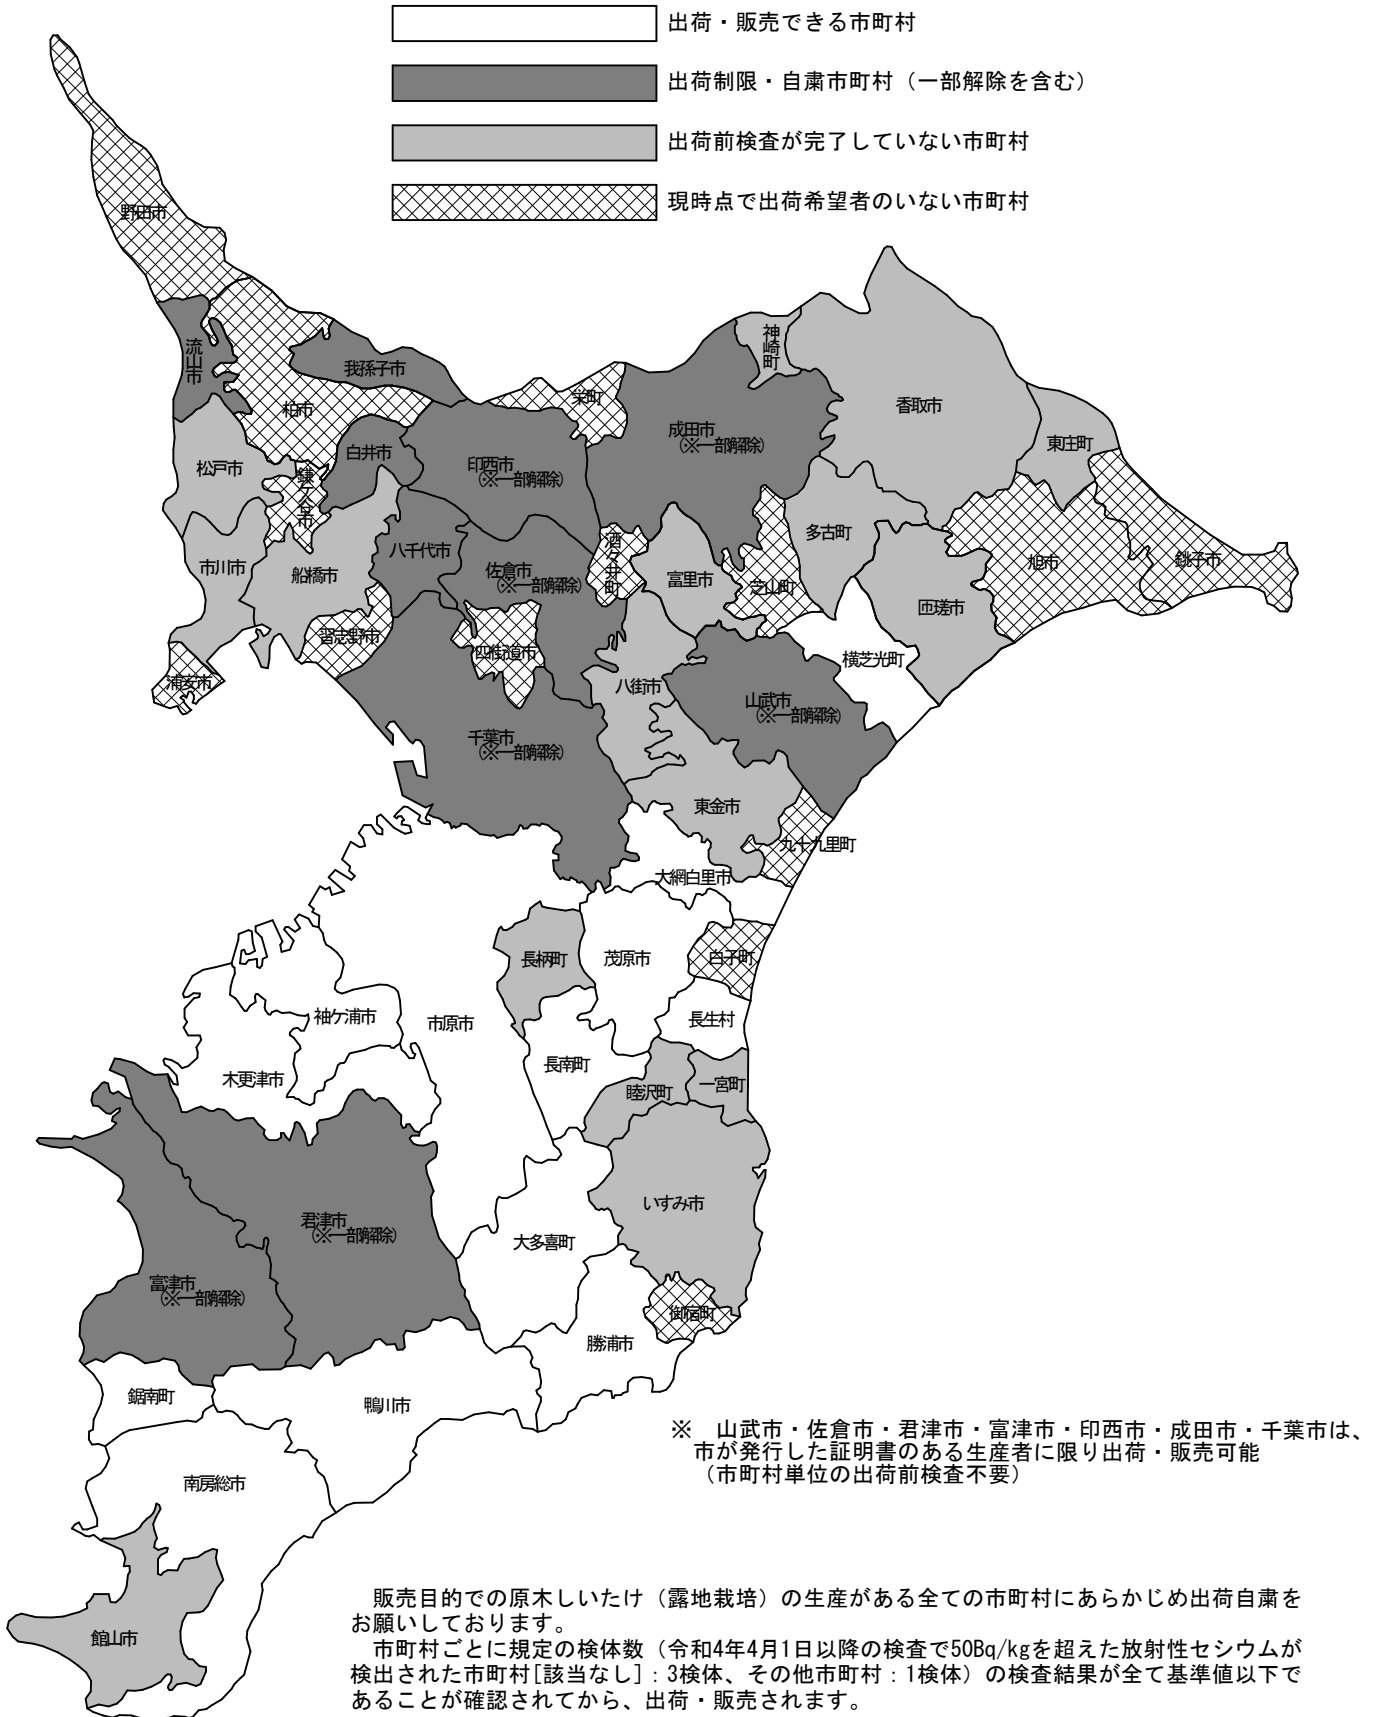 出荷・販売できる市町村
出荷制限・自粛市町村（一部解除を含む）
出荷前検査が完了していない市町村
現時点で出荷希望者のいない市町村
野田市
流山市
我孫子市
柏市
栄町
神崎町
香取市
成田市
（※一部解除）
東庄町
松戸市
白井市
印西市
（※一部解除）
鎌ケ谷市
多古町
銚子市
旭市
市川市
船橋市
八千代市
佐倉市
（※一部解除）
酒々井町
富里市
芝山町
匝瑳市
習志野市
四街道市
横芝光町
浦安市
八街市
山武市
（※一部解除）
千葉市
（※一部解除）
東金市
九十九里町
大網白里市
長柄町
茂原市
白子町
袖ケ浦市
市原市
長生村
木更津市
長南町
睦沢町
一宮町
いすみ市
君津市
（※一部解除）
大多喜町
富津市
（※一部解除）
御宿町
勝浦市
鋸南町
鴨川市
※　山武市・佐倉市・君津市・富津市・印西市・成田市・千葉市は、
市が発行した証明書のある生産者に限り出荷・販売可能
（市町村単位の出荷前検査不要）
南房総市
館山市
販売目的での原木しいたけ（露地栽培）の生産がある全ての市町村にあらかじめ出荷自粛を
お願いしております。
市町村ごとに規定の検体数（令和4年4月1日以降の検査で50Bq/kgを超えた放射性セシウムが
検出された市町村[該当なし]：3検体、その他市町村：1検体）の検査結果が全て基準値以下で
あることが確認されてから、出荷・販売されます。